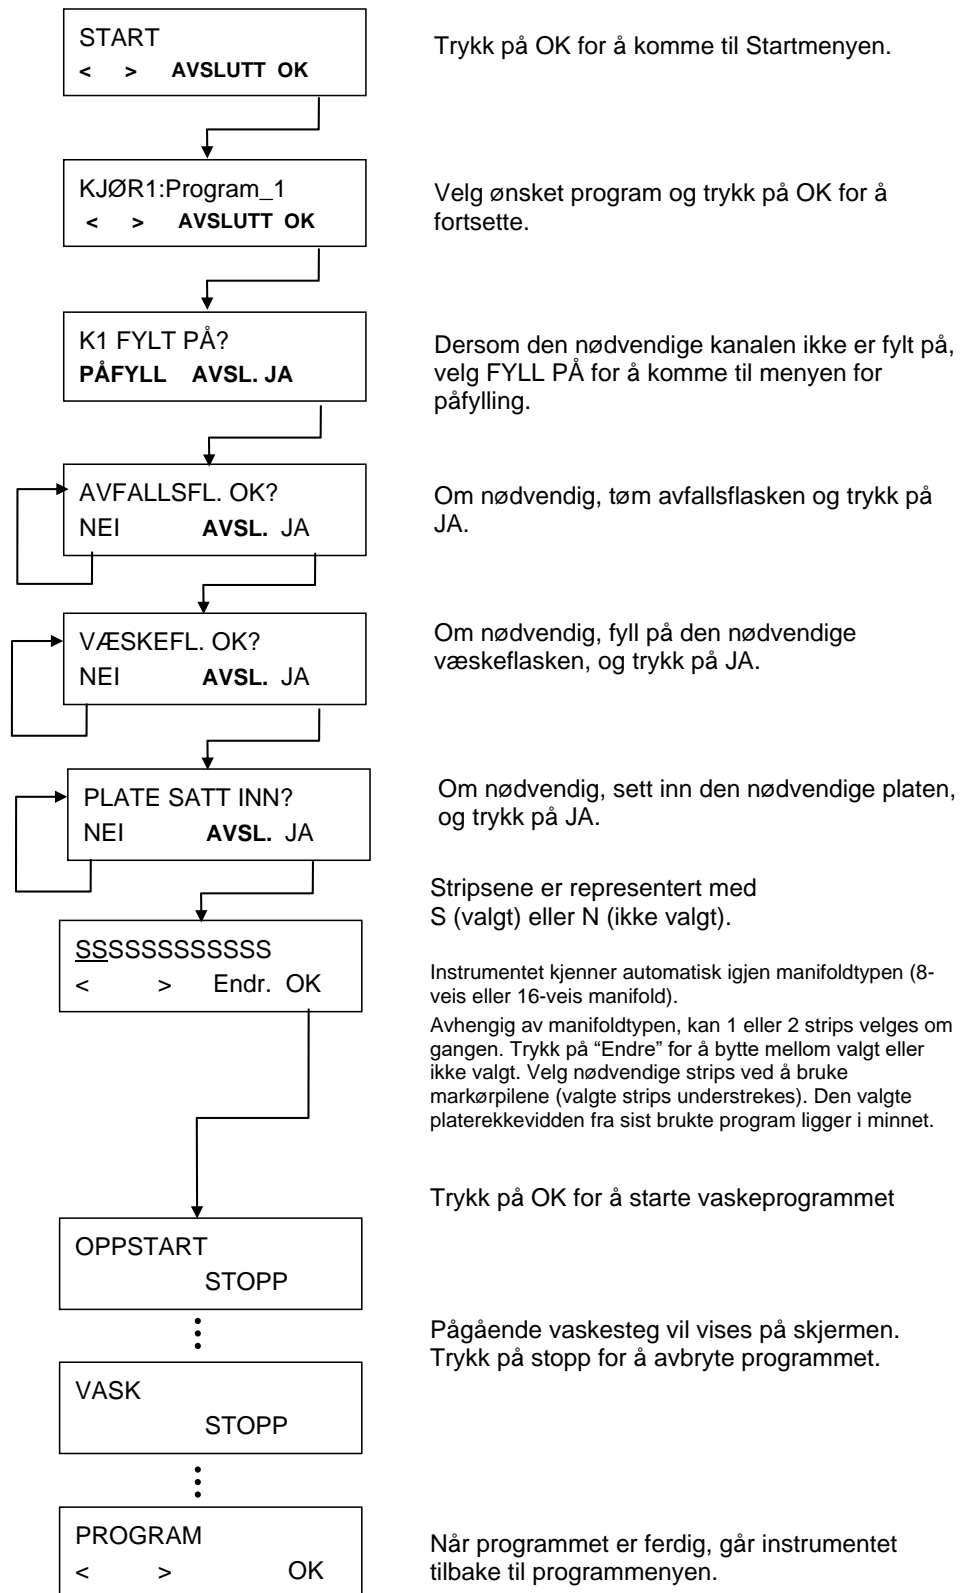 START
< > AVSLUTT OK
Trykk på OK for å komme til Startmenyen.
KJØR1:Program_1
< > AVSLUTT OK
Velg ønsket program og trykk på OK for å
fortsette.
K1 FYLT PÅ?
PÅFYLL AVSL. JA
Dersom den nødvendige kanalen ikke er fylt på,
velg FYLL PÅ for å komme til menyen for
påfylling.
AVFALLSFL. OK?
NEI AVSL. JA
Om nødvendig, tøm avfallsflasken og trykk på
JA.
VÆSKEFL. OK?
NEI AVSL. JA
Om nødvendig, fyll på den nødvendige
væskeflasken, og trykk på JA.
PLATE SATT INN?
NEI AVSL. JA
Om nødvendig, sett inn den nødvendige platen,
og trykk på JA.
Stripsene er representert med
S (valgt) eller N (ikke valgt).
SSSSSSSSSSSS
< > Endr. OK
Instrumentet kjenner automatisk igjen manifoldtypen (8-
veis eller 16-veis manifold).
Avhengig av manifoldtypen, kan 1 eller 2 strips velges om
gangen. Trykk på “Endre” for å bytte mellom valgt eller
ikke valgt. Velg nødvendige strips ved å bruke
markørpilene (valgte strips understrekes). Den valgte
platerekkevidden fra sist brukte program ligger i minnet.
Trykk på OK for å starte vaskeprogrammet
OPPSTART
STOPP
Pågående vaskesteg vil vises på skjermen.
Trykk på stopp for å avbryte programmet.
VASK
STOPP
PROGRAM
< > OK
Når programmet er ferdig, går instrumentet
tilbake til programmenyen.